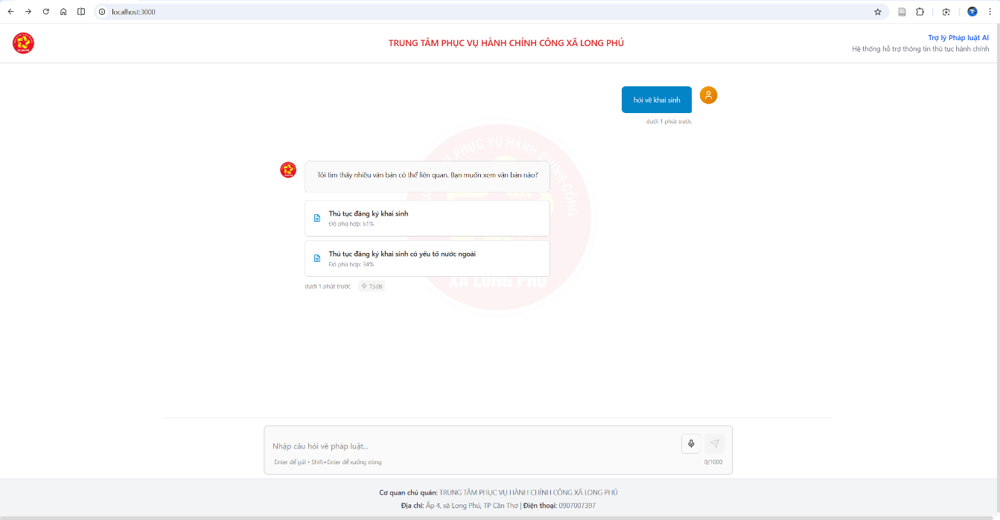 localhost:3000
TRUNG TÂM PHỤC VỤ HÀNH CHÍNH CÔNG XÃ LONG PHÚ
Trợ lý Pháp luật AI
Hệ thống hỗ trợ thông tin thủ tục hành chính
hỏi về khai sinh
dưới 1 phút trước
Tôi tìm thấy nhiều văn bản có thể liên quan. Bạn muốn xem văn bản nào?
Thủ tục đăng ký khai sinh
Độ phù hợp: 61%
Thủ tục đăng ký khai sinh có yếu tố nước ngoài
Độ phù hợp: 34%
XÃ LONG PHÚ
dưới 1 phút trước
15.0s
Nhập câu hỏi về pháp luật...
Enter để gửi • Shift+Enter để xuống dòng
0/1000
Cơ quan chủ quản: TRUNG TÂM PHỤC VỤ HÀNH CHÍNH CÔNG XÃ LONG PHÚ
Địa chỉ: Ấp 4, xã Long Phú, TP Cần Thơ | Điện thoại: 0907007397